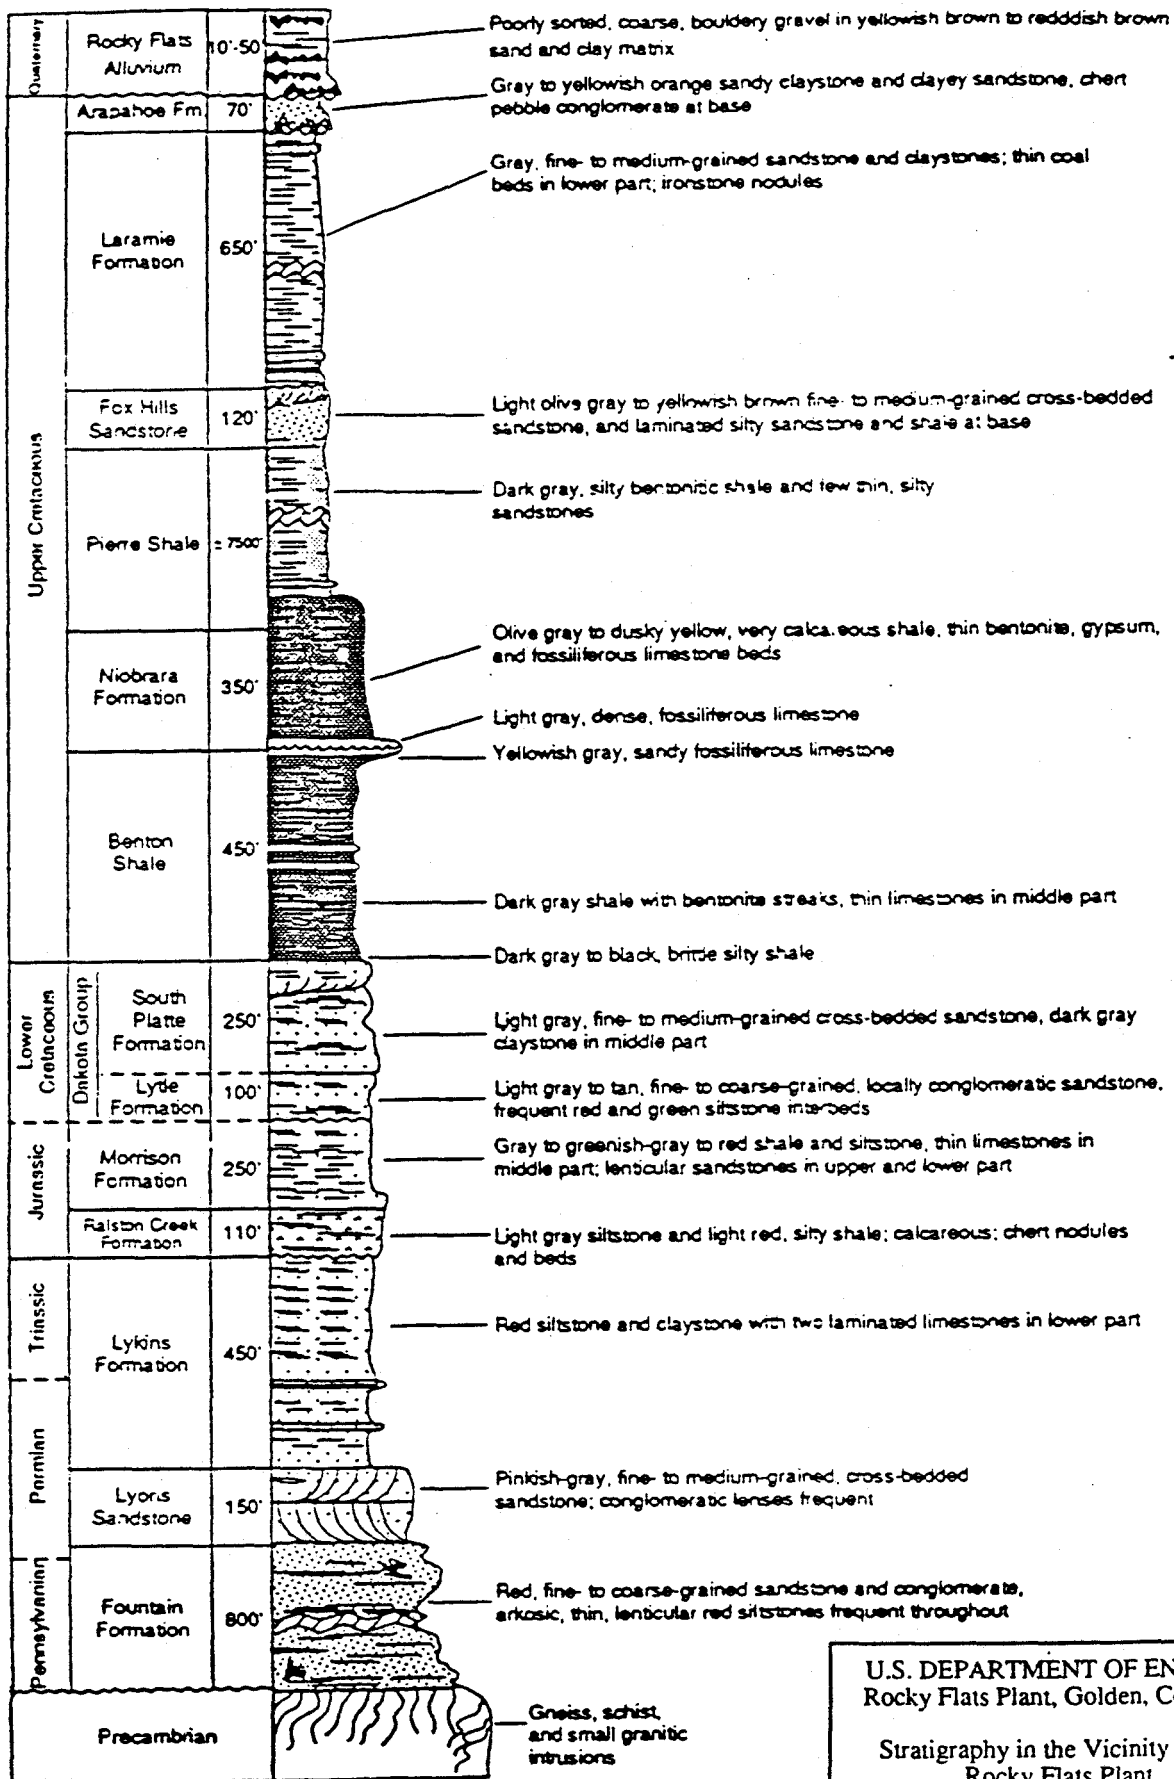 Quaternary
Rocky Flats
Alluvium
10'-50'
Poorly sorted, coarse, bouldery gravel in yellowish brown to redddish brown
sand and clay matrix
Upper Cretaceous
Arapahoe Fm.
70'
Gray to yellowish orange sandy claystone and clayey sandstone, chert
pebble conglomerate at base
Laramie
Formation
650'
Gray, fine- to medium-grained sandstone and claystones; thin coal
beds in lower part; ironstone nodules
Fox Hills
Sandstone
120'
Light olive gray to yellowish brown fine- to medium-grained cross-bedded
sandstone, and laminated silty sandstone and shale at base
Pierre Shale
± 7500'
Dark gray, silty bentonitic shale and few thin, silty
sandstones
Niobrara
Formation
350'
Olive gray to dusky yellow, very calcareous shale, thin bentonite, gypsum,
and fossiliferous limestone beds
Light gray, dense, fossiliferous limestone
Yellowish gray, sandy fossiliferous limestone
Benton
Shale
450'
Dark gray shale with bentonite streaks, thin limestones in middle part
Dark gray to black, brittle silty shale
Lower
Cretaceous
Dakota Group
South
Platte
Formation
250'
Light gray, fine- to medium-grained cross-bedded sandstone, dark gray
claystone in middle part
Lytle
Formation
100'
Light gray to tan, fine- to coarse-grained, locally conglomeratic sandstone,
frequent red and green siltstone interbeds
Jurassic
Morrison
Formation
250'
Gray to greenish-gray to red shale and siltstone, thin limestones in
middle part; lenticular sandstones in upper and lower part
Ralston Creek
Formation
110'
Light gray siltstone and light red, silty shale; calcareous; chert nodules
and beds
Triassic
Lykins
Formation
450'
Red siltstone and claystone with two laminated limestones in lower part
Permian
Lyons
Sandstone
150'
Pinkish-gray, fine- to medium-grained, cross-bedded
sandstone; conglomeratic lenses frequent
Pennsylvanian
Fountain
Formation
800'
Red, fine- to coarse-grained sandstone and conglomerate,
arkosic, thin, lenticular red siltstones frequent throughout
Precambrian
Gneiss, schist,
and small granitic
intrusions
U.S. DEPARTMENT OF EN
Rocky Flats Plant, Golden, C
Stratigraphy in the Vicinity
Rocky Flats Plant